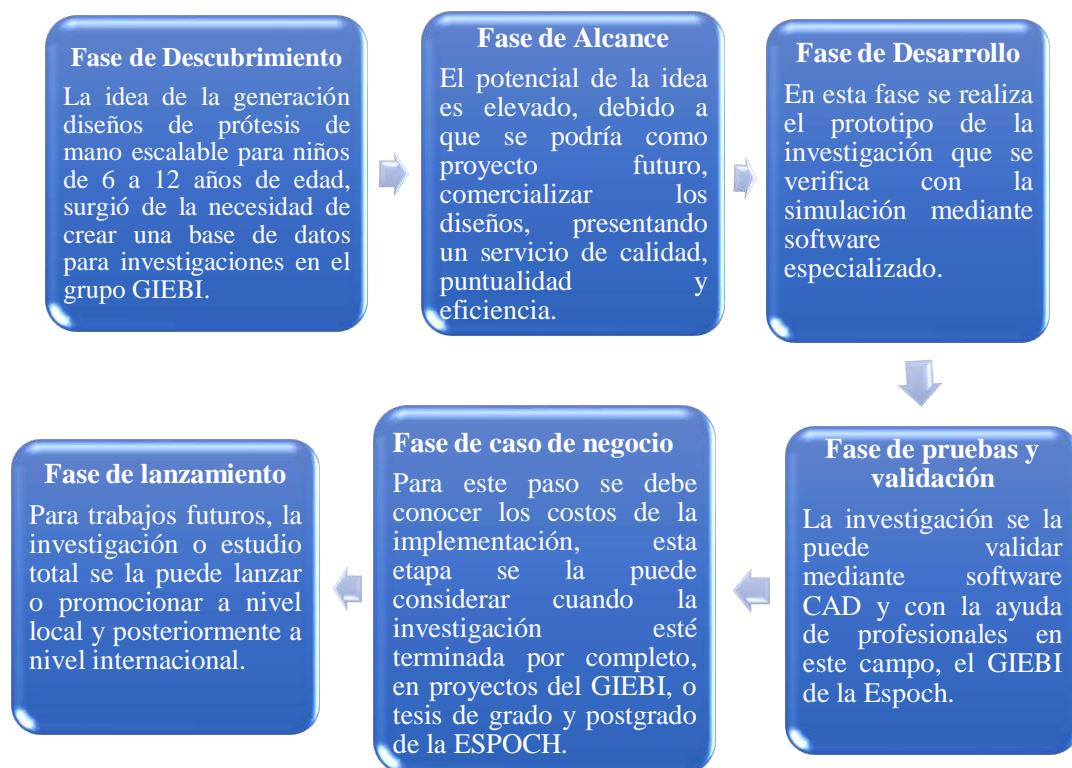 Fase de Descubrimiento
La idea de la generación
diseños de prótesis de
mano escalable para niños
de 6 a 12 años de edad,
surgió de la necesidad de
crear una base de datos
para investigaciones en el
grupo GIEBI.
Fase de Alcance
El potencial de la idea
es elevado, debido a
que se podría como
proyecto futuro,
comercializar los
diseños, presentando
un servicio de calidad,
puntualidad y
eficiencia.
Fase de Desarrollo
En esta fase se realiza
el prototipo de la
investigación que se
verifica con la
simulación mediante
software
especializado.
Fase de pruebas y
validación
La investigación se la
puede validar
mediante software
CAD y con la ayuda
de profesionales en
este campo, el GIEBI
de la Espoch.
Fase de caso de negocio
Para este paso se debe
conocer los costos de la
implementación, esta
etapa se la puede
considerar cuando la
investigación esté
terminada por completo,
en proyectos del GIEBI, o
tesis de grado y postgrado
de la ESPOCH.
Fase de lanzamiento
Para trabajos futuros, la
investigación o estudio
total se la puede lanzar
o promocionar a nivel
local y posteriormente a
nivel internacional.